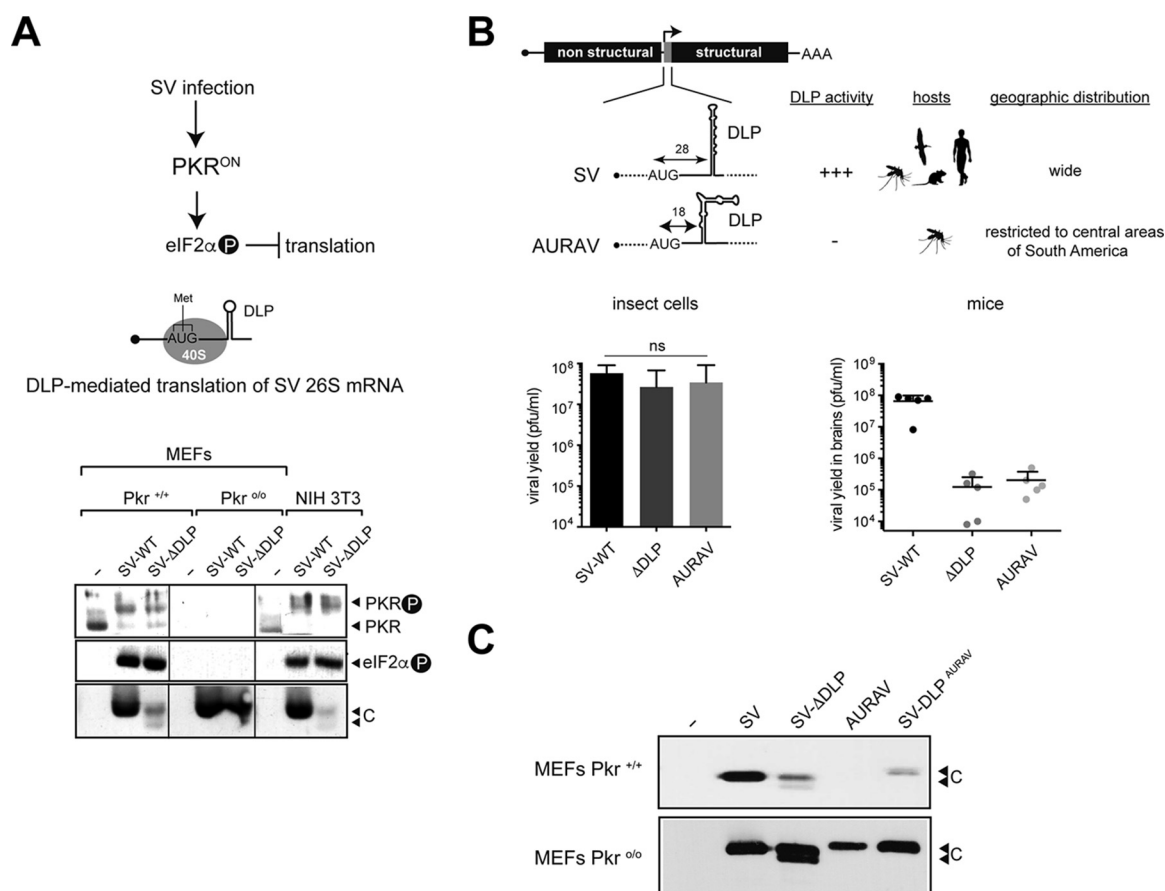 A
SV infection
PKR^ON
eIF2α P translation
Met
DLP
AUG
40S
DLP-mediated translation of SV 26S mRNA
MEFs
Pkr +/+ Pkr o/o NIH 3T3
- SV-WT SV-ΔDLP - SV-WT SV-ΔDLP - SV-WT SV-ΔDLP
PKR P
PKR
eIF2α P
C
B
non structural structural AAA
DLP activity hosts geographic distribution
DLP
28
SV AUG +++ wide
18 DLP
AURAV AUG - restricted to central areas
of South America
insect cells
ns
viral yield (pfu/ml)
10^8
10^7
10^6
10^5
10^4
SV-WT ΔDLP AURAV
mice
viral yield in brains (pfu/ml)
10^9
10^8
10^7
10^6
10^5
10^4
SV-WT ΔDLP AURAV
C
- SV SV-ΔDLP AURAV SV-DLP^AURAV
MEFs Pkr +/+ C
MEFs Pkr o/o C